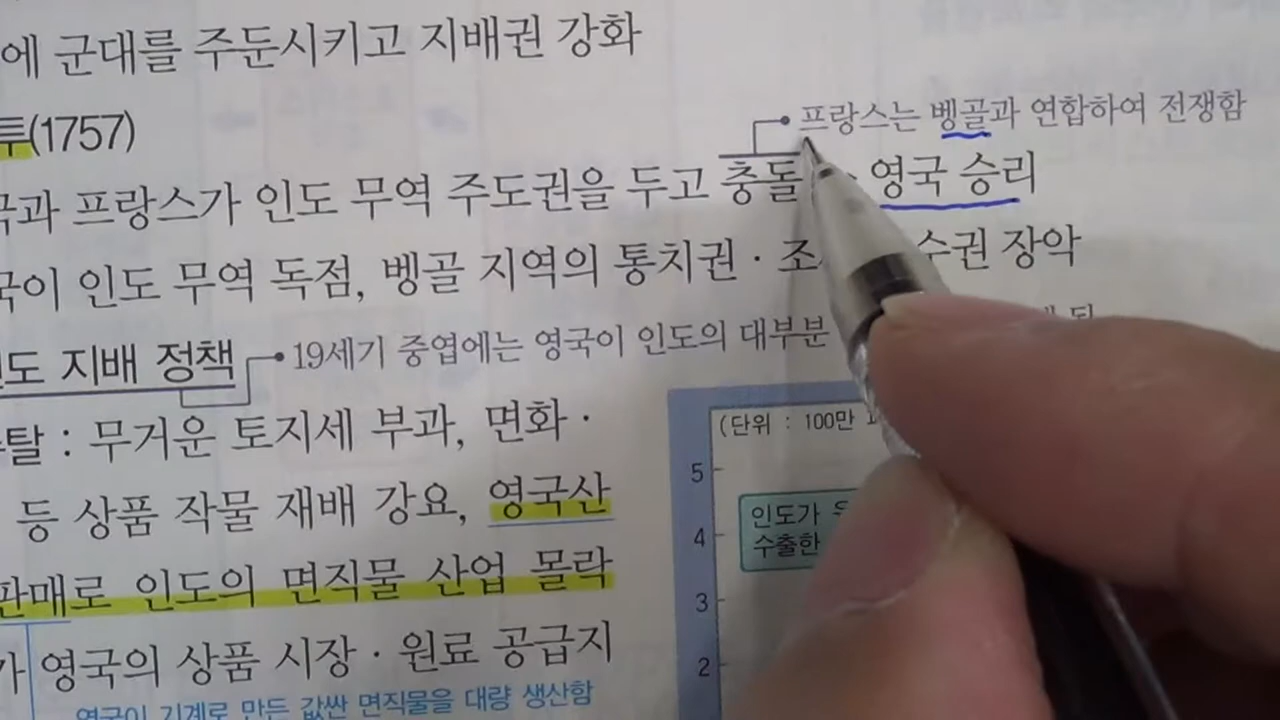 에 군대를 주둔시키고 지배권 강화
프랑스는 벵골과 연합하여 전쟁함
투(1757)
국과 프랑스가 인도 무역 주도권을 두고 충돌 영국 승리
국이 인도 무역 독점, 벵골 지역의 통치권 · 조 수권 장악
인도 지배 정책
19세기 중엽에는 영국이 인도의 대부분
수탈 : 무거운 토지세 부과, 면화 ·
(단위 : 100만
등 상품 작물 재배 강요, 영국산
5
인도가
4
수출한
판매로 인도의 면직물 산업 몰락
3
가 영국의 상품 시장 · 원료 공급지
2
영국이 기계로 만든 값싼 면직물을 대량 생산함